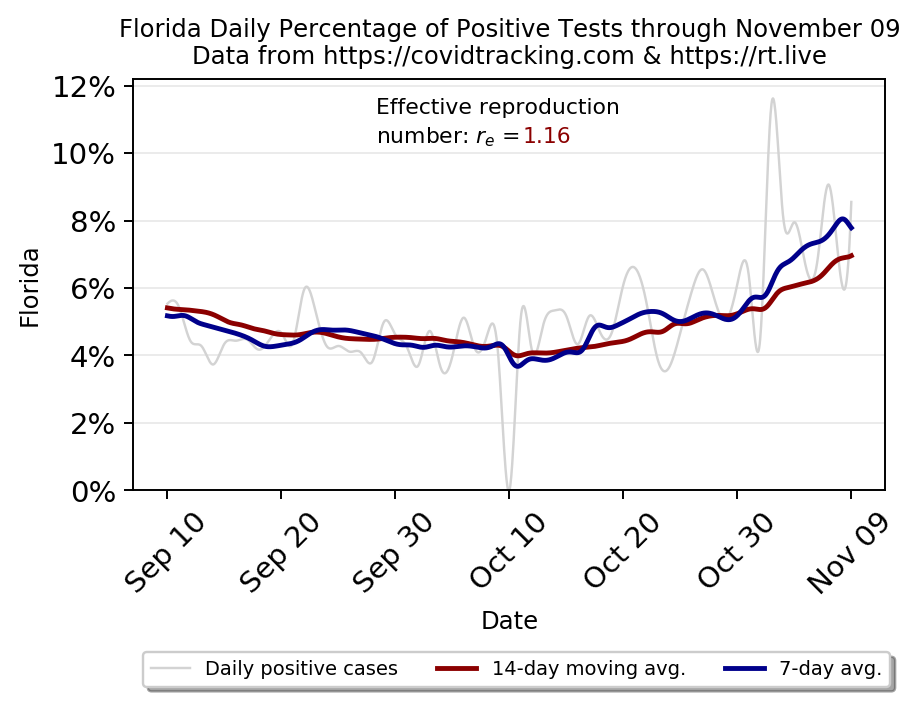 Florida Daily Percentage of Positive Tests through November 09
Data from https://covidtracking.com & https://rt.live
12%
10%
8%
6%
4%
2%
0%
Florida
Effective reproduction
number: rₑ =1.16
Sep 10
Sep 20
Sep 30
Oct 10
Oct 20
Oct 30
Nov 09
Date
Daily positive cases
14-day moving avg.
7-day avg.